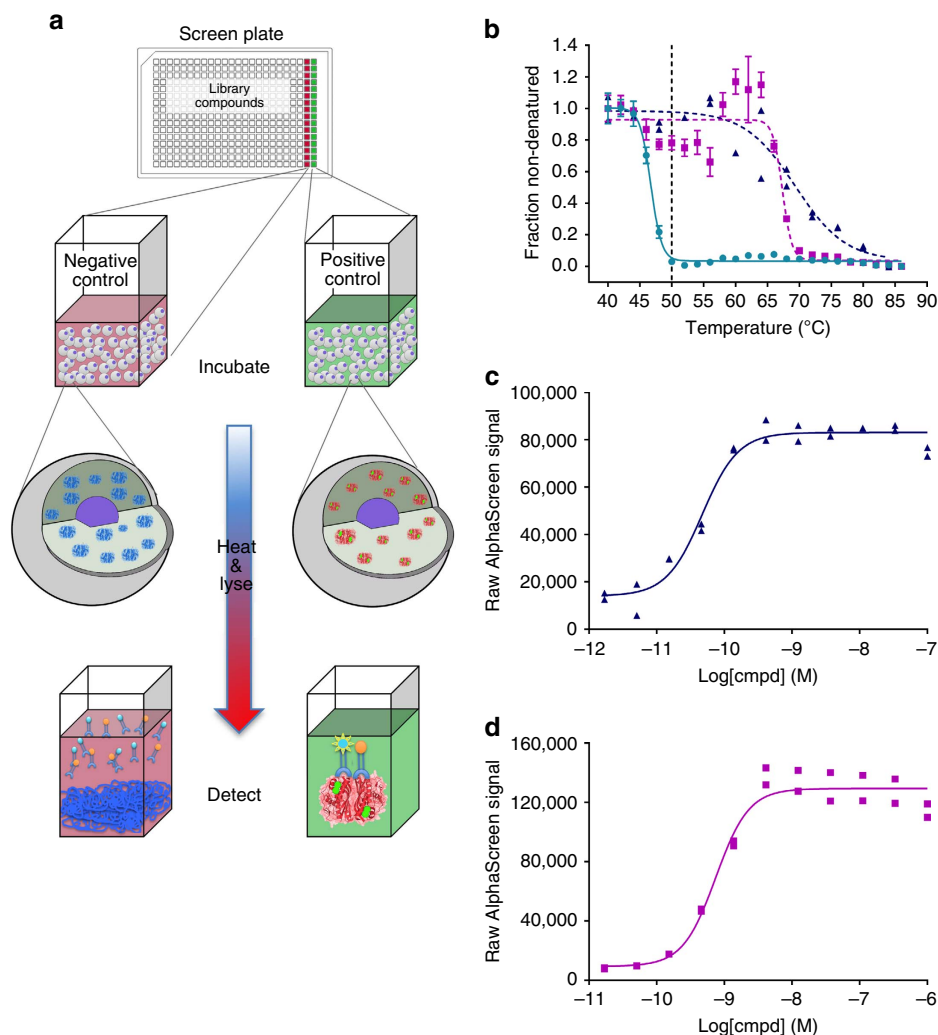 a
Screen plate
Library
compounds
Negative
control
Positive
control
Incubate
Heat
&
lyse
Detect
b
Fraction non-denatured
1.4
1.2
1.0
0.8
0.6
0.4
0.2
0.0
40 45 50 55 60 65 70 75 80 85 90
Temperature (°C)
c
Raw AlphaScreen signal
100,000
80,000
60,000
40,000
20,000
0
–12 –11 –10 –9 –8 –7
Log[cmpd] (M)
d
Raw AlphaScreen signal
160,000
120,000
80,000
40,000
0
–11 –10 –9 –8 –7 –6
Log[cmpd] (M)